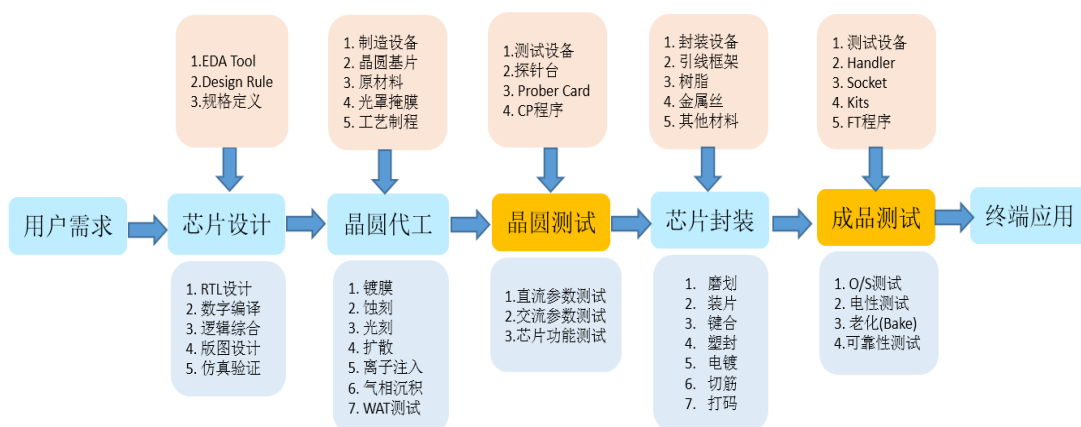 1.EDA Tool
2.Design Rule
3.规格定义
1. 制造设备
2. 晶圆基片
3. 原材料
4. 光罩掩膜
5. 工艺制程
1.测试设备
2.探针台
3. Prober Card
4. CP程序
1. 封装设备
2. 引线框架
3. 树脂
4. 金属丝
5. 其他材料
1. 测试设备
2. Handler
3. Socket
4. Kits
5. FT程序
用户需求
芯片设计
晶圆代工
晶圆测试
芯片封装
成品测试
终端应用
1. RTL设计
2. 数字编译
3. 逻辑综合
4. 版图设计
5. 仿真验证
1. 镀膜
2. 蚀刻
3. 光刻
4. 扩散
5. 离子注入
6. 气相沉积
7. WAT测试
1.直流参数测试
2.交流参数测试
3.芯片功能测试
1. 磨划
2. 装片
3. 键合
4. 塑封
5. 电镀
6. 切筋
7. 打码
1. O/S测试
2. 电性测试
3. 老化(Bake)
4.可靠性测试